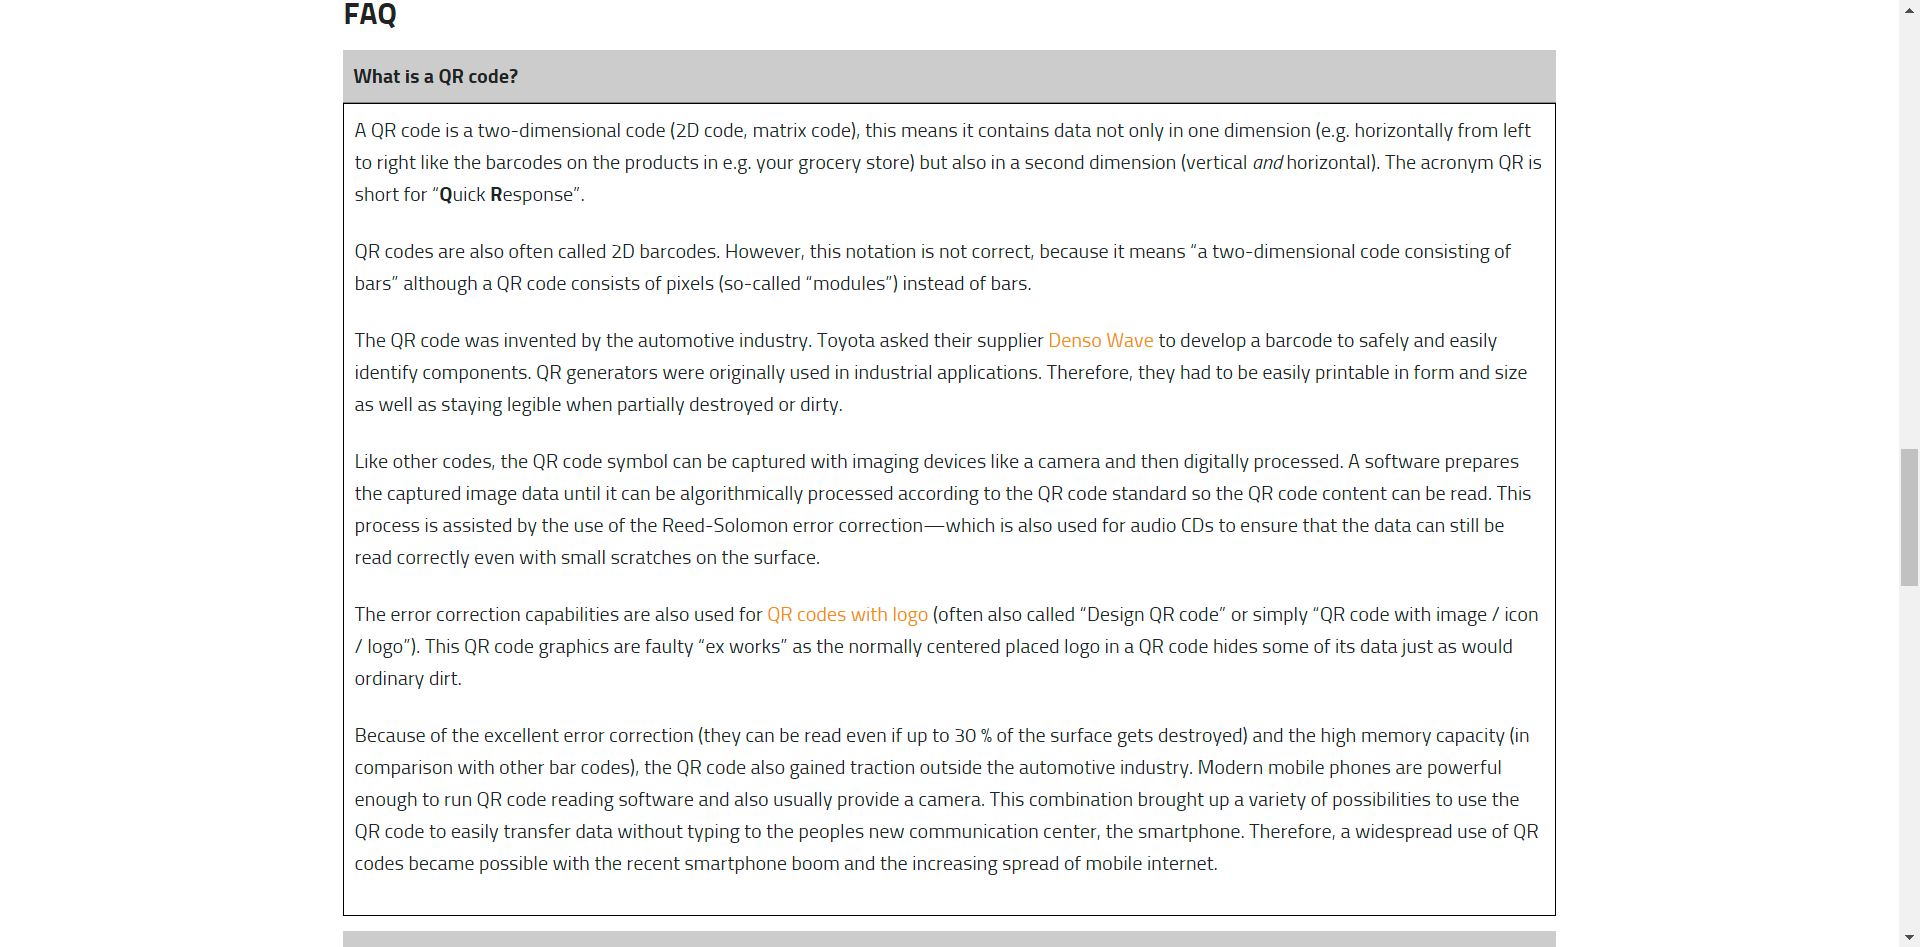 FAQ
What is a QR code?
A QR code is a two-dimensional code (2D code, matrix code), this means it contains data not only in one dimension (e.g. horizontally from left
to right like the barcodes on the products in e.g. your grocery store) but also in a second dimension (vertical and horizontal). The acronym QR is
short for “Quick Response”.
QR codes are also often called 2D barcodes. However, this notation is not correct, because it means “a two-dimensional code consisting of
bars” although a QR code consists of pixels (so-called “modules”) instead of bars.
The QR code was invented by the automotive industry. Toyota asked their supplier Denso Wave to develop a barcode to safely and easily
identify components. QR generators were originally used in industrial applications. Therefore, they had to be easily printable in form and size
as well as staying legible when partially destroyed or dirty.
Like other codes, the QR code symbol can be captured with imaging devices like a camera and then digitally processed. A software prepares
the captured image data until it can be algorithmically processed according to the QR code standard so the QR code content can be read. This
process is assisted by the use of the Reed-Solomon error correction—which is also used for audio CDs to ensure that the data can still be
read correctly even with small scratches on the surface.
The error correction capabilities are also used for QR codes with logo (often also called “Design QR code” or simply “QR code with image / icon
/ logo”). This QR code graphics are faulty “ex works” as the normally centered placed logo in a QR code hides some of its data just as would
ordinary dirt.
Because of the excellent error correction (they can be read even if up to 30 % of the surface gets destroyed) and the high memory capacity (in
comparison with other bar codes), the QR code also gained traction outside the automotive industry. Modern mobile phones are powerful
enough to run QR code reading software and also usually provide a camera. This combination brought up a variety of possibilities to use the
QR code to easily transfer data without typing to the peoples new communication center, the smartphone. Therefore, a widespread use of QR
codes became possible with the recent smartphone boom and the increasing spread of mobile internet.